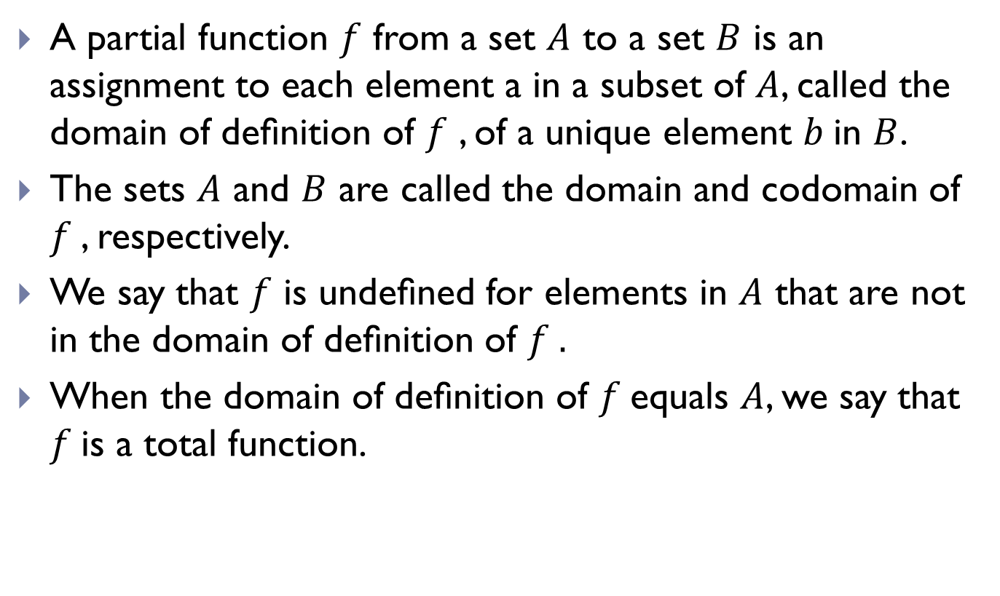 A partial function f from a set A to a set B is an
assignment to each element a in a subset of A, called the
domain of definition of f , of a unique element b in B.
The sets A and B are called the domain and codomain of
f , respectively.
We say that f is undefined for elements in A that are not
in the domain of definition of f .
When the domain of definition of f equals A, we say that
f is a total function.